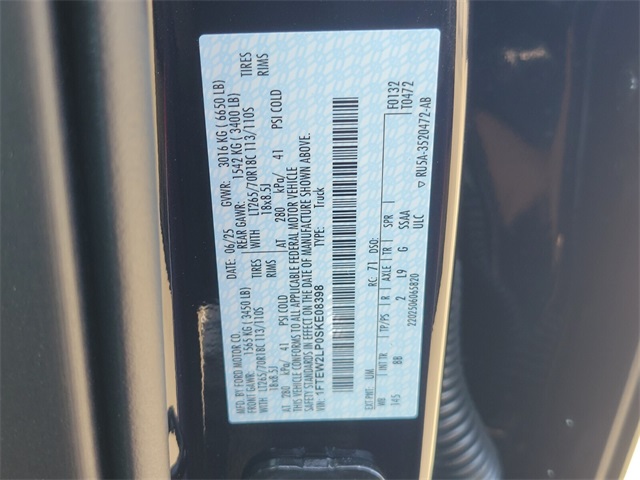 MFD. BY FORD MOTOR CO.
DATE: 06/25 GVWR: 3016 KG ( 6650 LB)
FRONT GAWR: 1565 KG ( 3450 LB) REAR GAWR: 1542 KG ( 3400 LB)
LT265/70R18C 113/110S TIRES WITH LT265/70R18C 113/110S TIRES
18x8.5J RIMS 18x8.5J RIMS
AT 280 kPa/ 41 PSI COLD AT 280 kPa/ 41 PSI COLD
THIS VEHICLE CONFORMS TO ALL APPLICABLE FEDERAL MOTOR VEHICLE
SAFETY STANDARDS IN EFFECT ON THE DATE OF MANUFACTURE SHOWN ABOVE.
VIN: 1FTEW2LP0SKE08398 TYPE: Truck
F0132
T0472
EXT PNT: UM RC: 71 DSO:
WB INT TR TP/PS R AXLE TR SPR
145 BB 2 L9 G SSAA
ULC
2202506065820
RU5A-3520472-AB